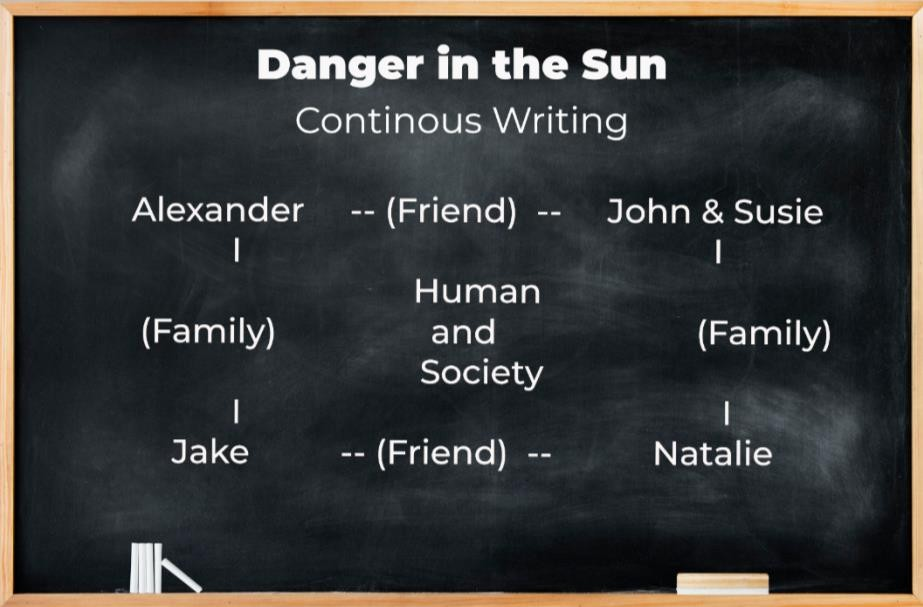 Danger in the Sun
Continous Writing
Alexander -- (Friend) -- John & Susie
| |
Human
and
(Family) (Family)
Society
| |
Jake -- (Friend) -- Natalie